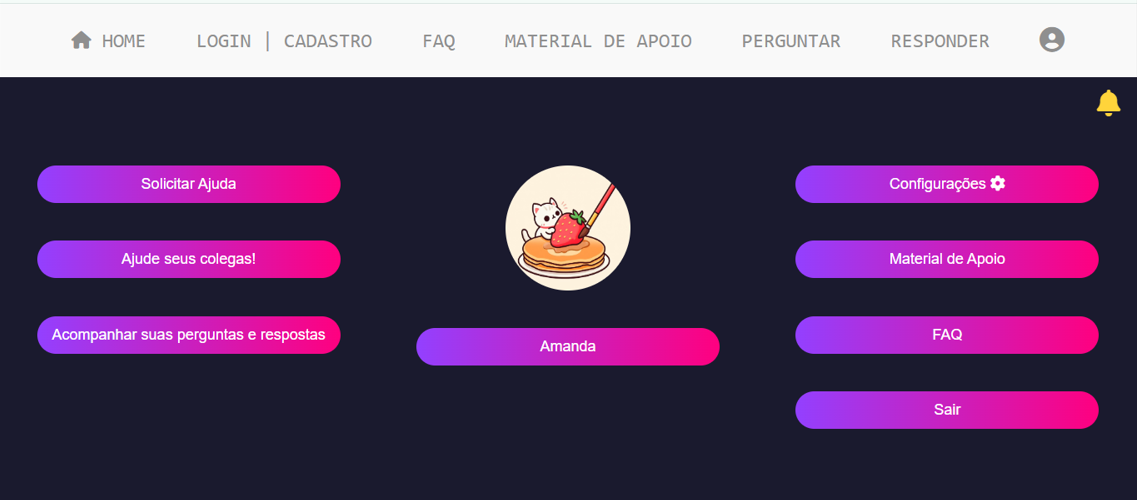 HOME LOGIN | CADASTRO FAQ MATERIAL DE APOIO PERGUNTAR RESPONDER
Solicitar Ajuda
Ajude seus colegas!
Acompanhar suas perguntas e respostas
Amanda
Configurações
Material de Apoio
FAQ
Sair